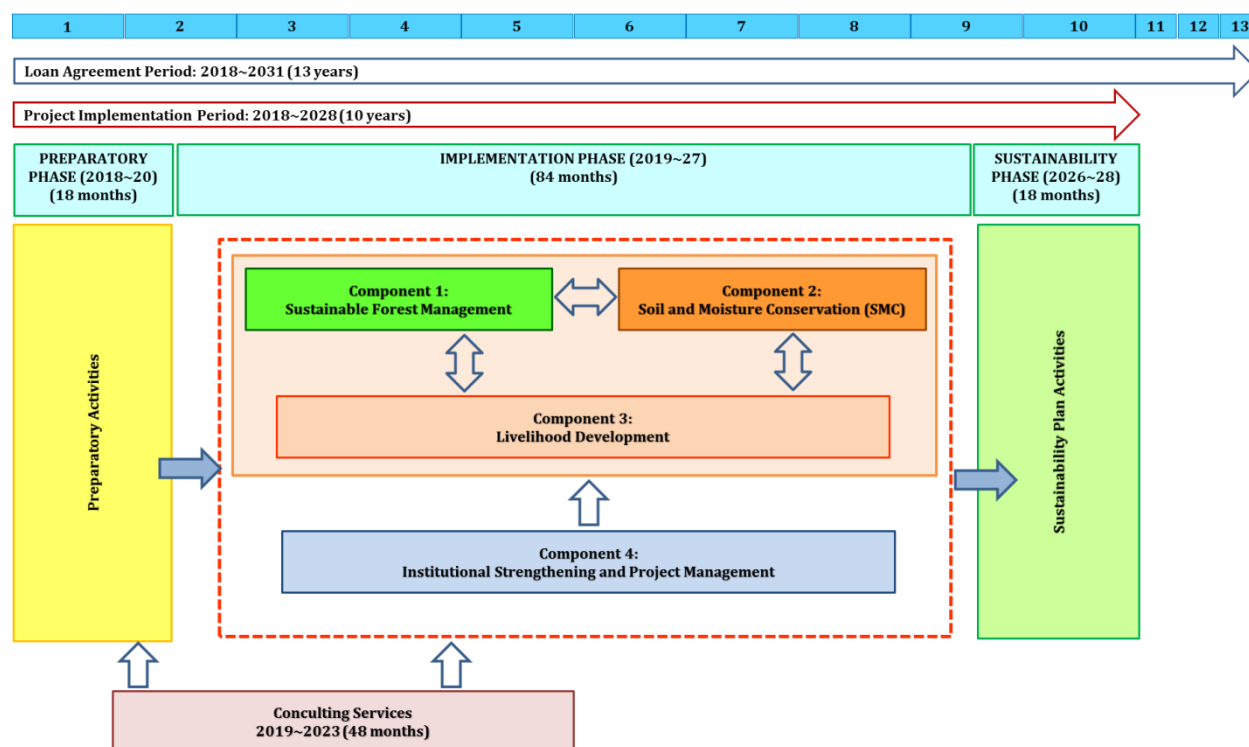 1 2 3 4 5 6 7 8 9 10 11 12 13
Loan Agreement Period: 2018~2031 (13 years)
Project Implementation Period: 2018~2028 (10 years)
PREPARATORY
PHASE (2018~20)
(18 months)
IMPLEMENTATION PHASE (2019~27)
(84 months)
SUSTAINABILITY
PHASE (2026~28)
(18 months)
Preparatory Activities
Component 1:
Sustainable Forest Management
Component 2:
Soil and Moisture Conservation (SMC)
Component 3:
Livelihood Development
Component 4:
Institutional Strengthening and Project Management
Sustainability Plan Activities
Conculting Services
2019~2023 (48 months)